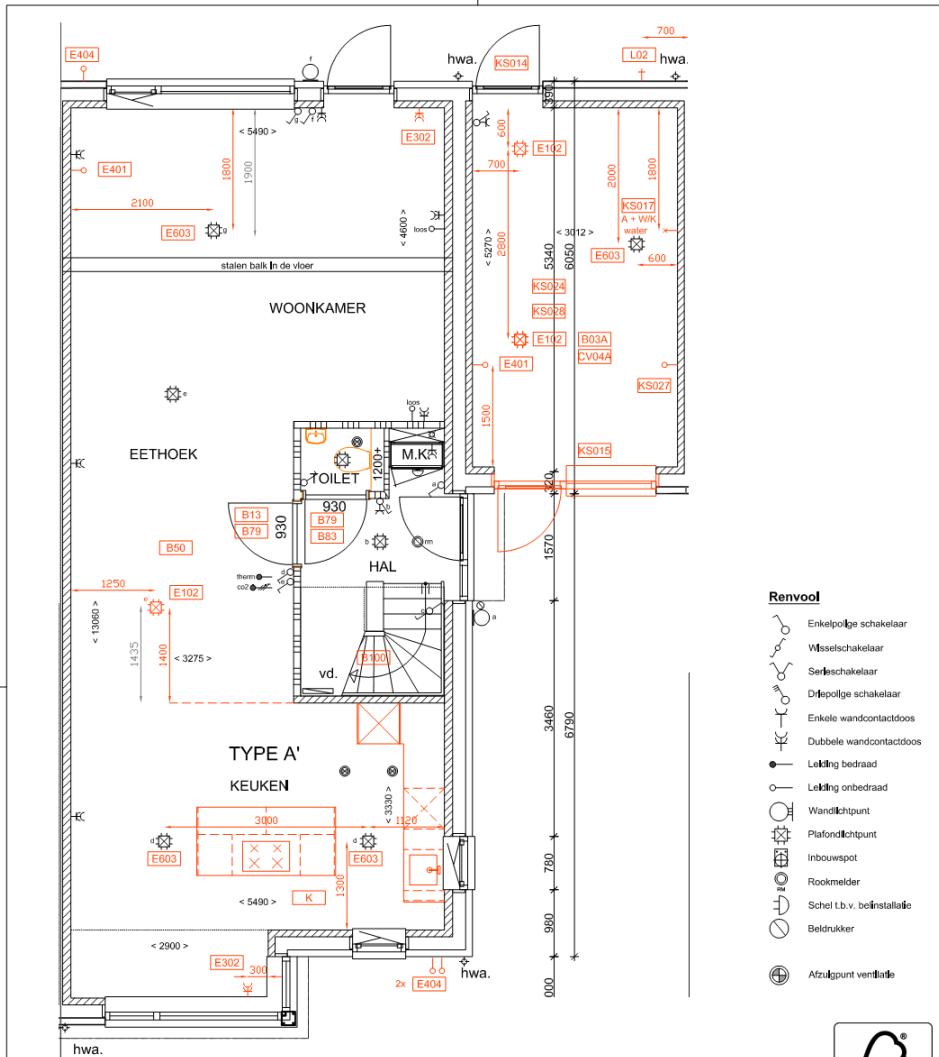 700
E404
f
hwa.
KS014
L02
hwa.
390
g
f
< 5490 >
E302
600
E102
E401
1800
1900
700
2000
1800
2100
KS017
A + W/K
water
E603
g
loos
< 4600 >
< 5270 >
2800
5340
6050
< 3012 >
E603
600
stalen balk in de vloer
KS024
WOONKAMER
KS028
E102
B03A
CV04A
E401
KS027
e
loos
1500
EETHOEK
1200+
M.K
TOILET
a
KS015
320
B13
B79
930
930
B79
B83
b
b
rm
1570
B50
HAL
therm
co2
d
e
1250
E102
e
a
< 13060 >
1435
1400
< 3275 >
B100
vd.
3460
6790
TYPE A'
KEUKEN
< 3330 >
3000
1120
d
d
E603
E603
1300
780
K
< 5490 >
980
< 2900 >
E302
300
2x
E404
hwa.
000
hwa.
Renvooi
Enkelpolige schakelaar
Wisselschakelaar
Serieschakelaar
Driepolige schakelaar
Enkele wandcontactdoos
Dubbele wandcontactdoos
Leiding bedraad
Leiding onbedraad
Wandlichtpunt
Plafondlichtpunt
Inbouwspot
Rookmelder
RM
Schel t.b.v. belinstallatie
Beldrukker
Afzuigpunt ventilatie
®